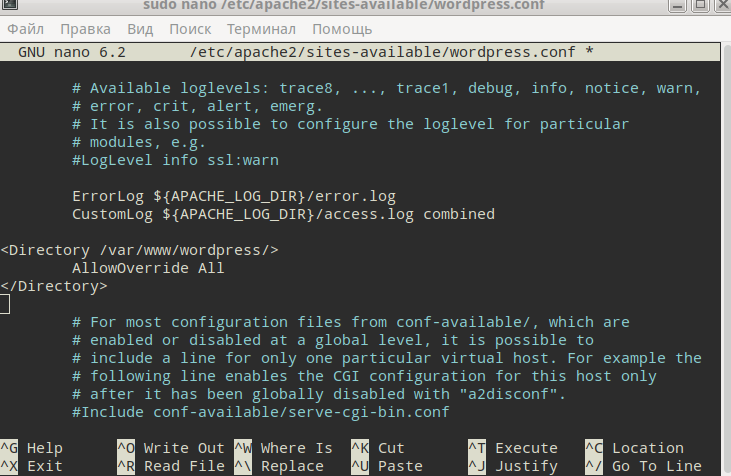 sudo nano /etc/apache2/sites-available/wordpress.conf
Файл Правка Вид Поиск Терминал Помощь
GNU nano 6.2 /etc/apache2/sites-available/wordpress.conf *
# Available loglevels: trace8, ..., trace1, debug, info, notice, warn,
# error, crit, alert, emerg.
# It is also possible to configure the loglevel for particular
# modules, e.g.
#LogLevel info ssl:warn
ErrorLog ${APACHE_LOG_DIR}/error.log
CustomLog ${APACHE_LOG_DIR}/access.log combined
<Directory /var/www/wordpress/>
AllowOverride All
</Directory>
# For most configuration files from conf-available/, which are
# enabled or disabled at a global level, it is possible to
# include a line for only one particular virtual host. For example the
# following line enables the CGI configuration for this host only
# after it has been globally disabled with "a2disconf".
#Include conf-available/serve-cgi-bin.conf
^G Help ^O Write Out ^W Where Is ^K Cut ^T Execute ^C Location
^X Exit ^R Read File ^\ Replace ^U Paste ^J Justify ^/ Go To Line